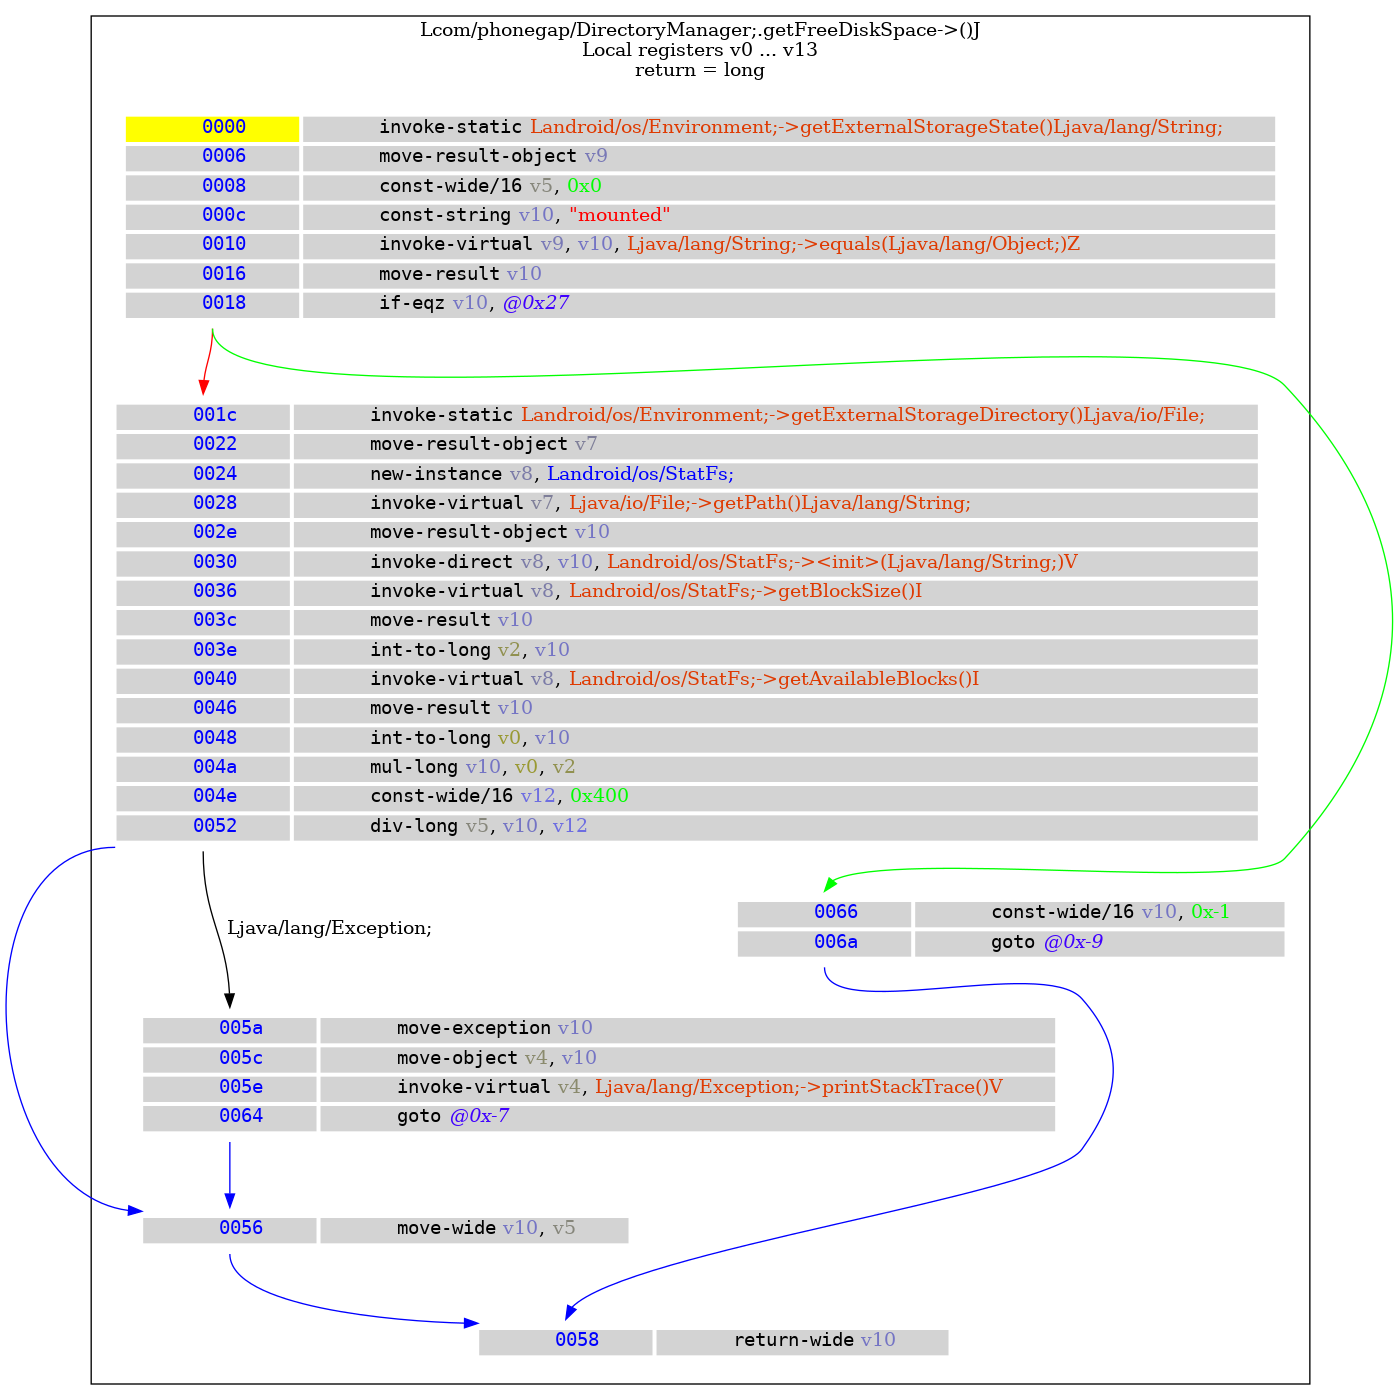 Lcom/phonegap/DirectoryManager;.getFreeDiskSpace->()J
Local registers v0 ... v13
return = long
0000 invoke-static Landroid/os/Environment;->getExternalStorageState()Ljava/lang/String;
0006 move-result-object v9
0008 const-wide/16 v5, 0x0
000c const-string v10, "mounted"
0010 invoke-virtual v9, v10, Ljava/lang/String;->equals(Ljava/lang/Object;)Z
0016 move-result v10
0018 if-eqz v10, @0x27
001c invoke-static Landroid/os/Environment;->getExternalStorageDirectory()Ljava/io/File;
0022 move-result-object v7
0024 new-instance v8, Landroid/os/StatFs;
0028 invoke-virtual v7, Ljava/io/File;->getPath()Ljava/lang/String;
002e move-result-object v10
0030 invoke-direct v8, v10, Landroid/os/StatFs;-><init>(Ljava/lang/String;)V
0036 invoke-virtual v8, Landroid/os/StatFs;->getBlockSize()I
003c move-result v10
003e int-to-long v2, v10
0040 invoke-virtual v8, Landroid/os/StatFs;->getAvailableBlocks()I
0046 move-result v10
0048 int-to-long v0, v10
004a mul-long v10, v0, v2
004e const-wide/16 v12, 0x400
0052 div-long v5, v10, v12
0066 const-wide/16 v10, 0x-1
006a goto @0x-9
Ljava/lang/Exception;
005a move-exception v10
005c move-object v4, v10
005e invoke-virtual v4, Ljava/lang/Exception;->printStackTrace()V
0064 goto @0x-7
0056 move-wide v10, v5
0058 return-wide v10